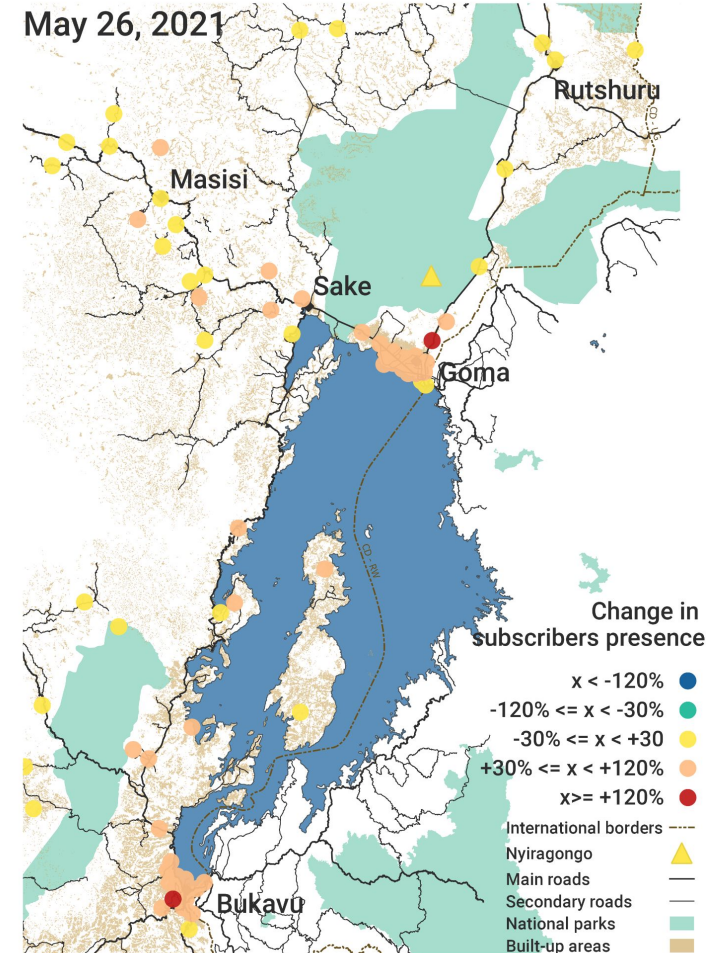 May 26, 2021
Rutshuru
Masisi
Sake
Goma
CD - RW
Change in
subscribers presence
x < -120%
-120% <= x < -30%
-30% <= x < +30
+30% <= x < +120%
x>= +120%
International borders
Nyiragongo
Main roads
Secondary roads
National parks
Built-up areas
Bukavu